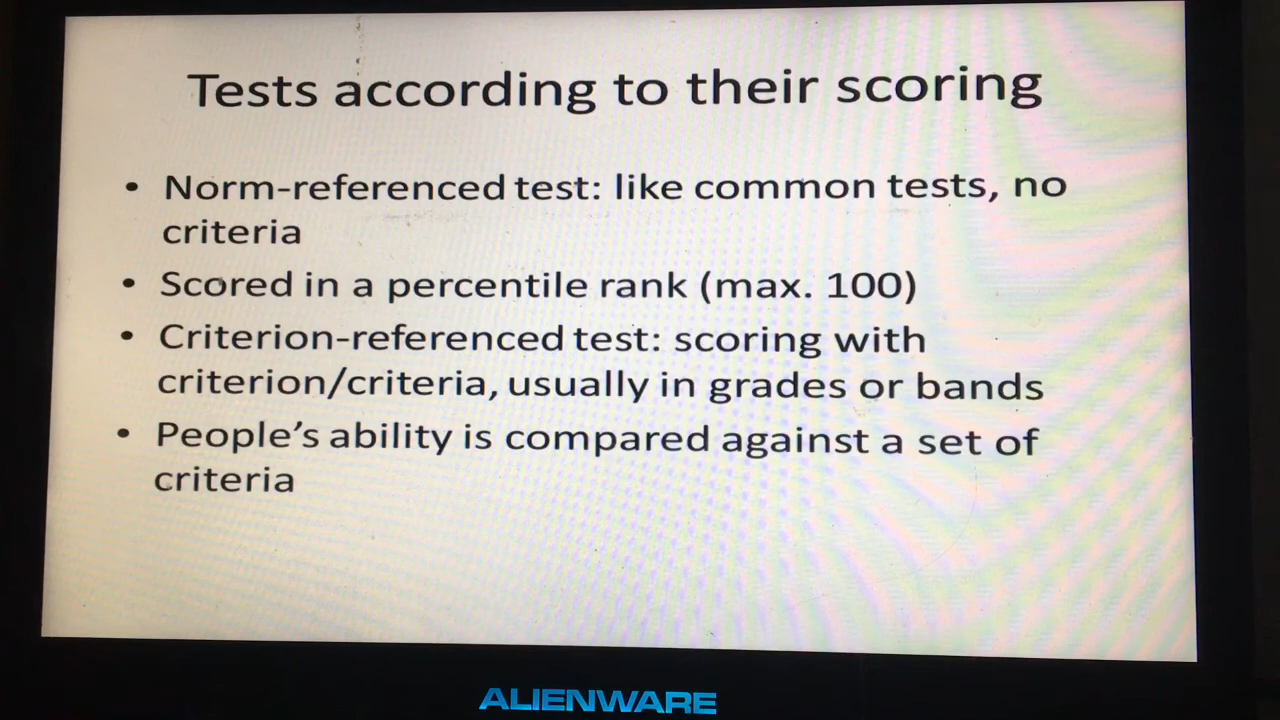 Tests according to their scoring
• Norm-referenced test: like common tests, no
criteria
• Scored in a percentile rank (max. 100)
• Criterion-referenced test: scoring with
criterion/criteria, usually in grades or bands
• People’s ability is compared against a set of
criteria
ALIENWARE